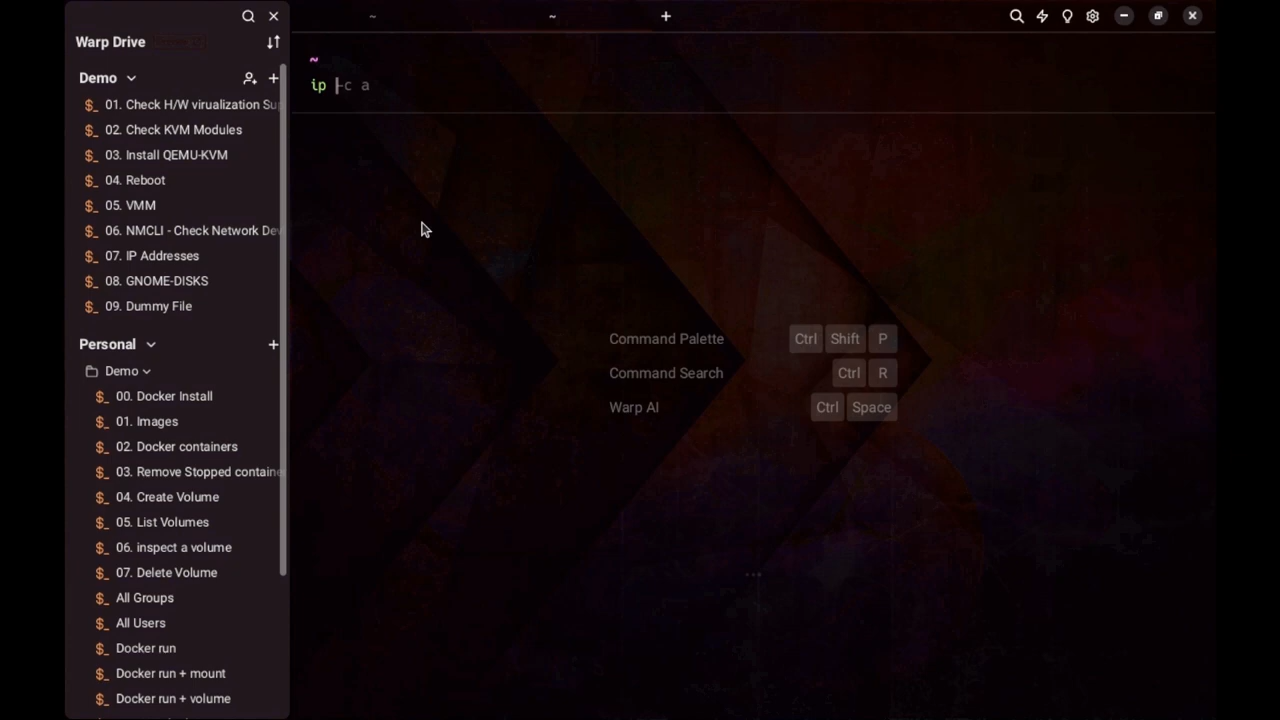 ~
~
Warp Drive
Demo
01. Check H/W virualization Su
02. Check KVM Modules
03. Install QEMU-KVM
04. Reboot
05. VMM
06. NMCLI - Check Network Dev
07. IP Addresses
08. GNOME-DISKS
09. Dummy File
Personal
Demo
00. Docker Install
01. Images
02. Docker containers
03. Remove Stopped containe
04. Create Volume
05. List Volumes
06. inspect a volume
07. Delete Volume
All Groups
All Users
Docker run
Docker run + mount
Docker run + volume
~
ip -c a
Command Palette Ctrl Shift P
Command Search Ctrl R
Warp AI Ctrl Space